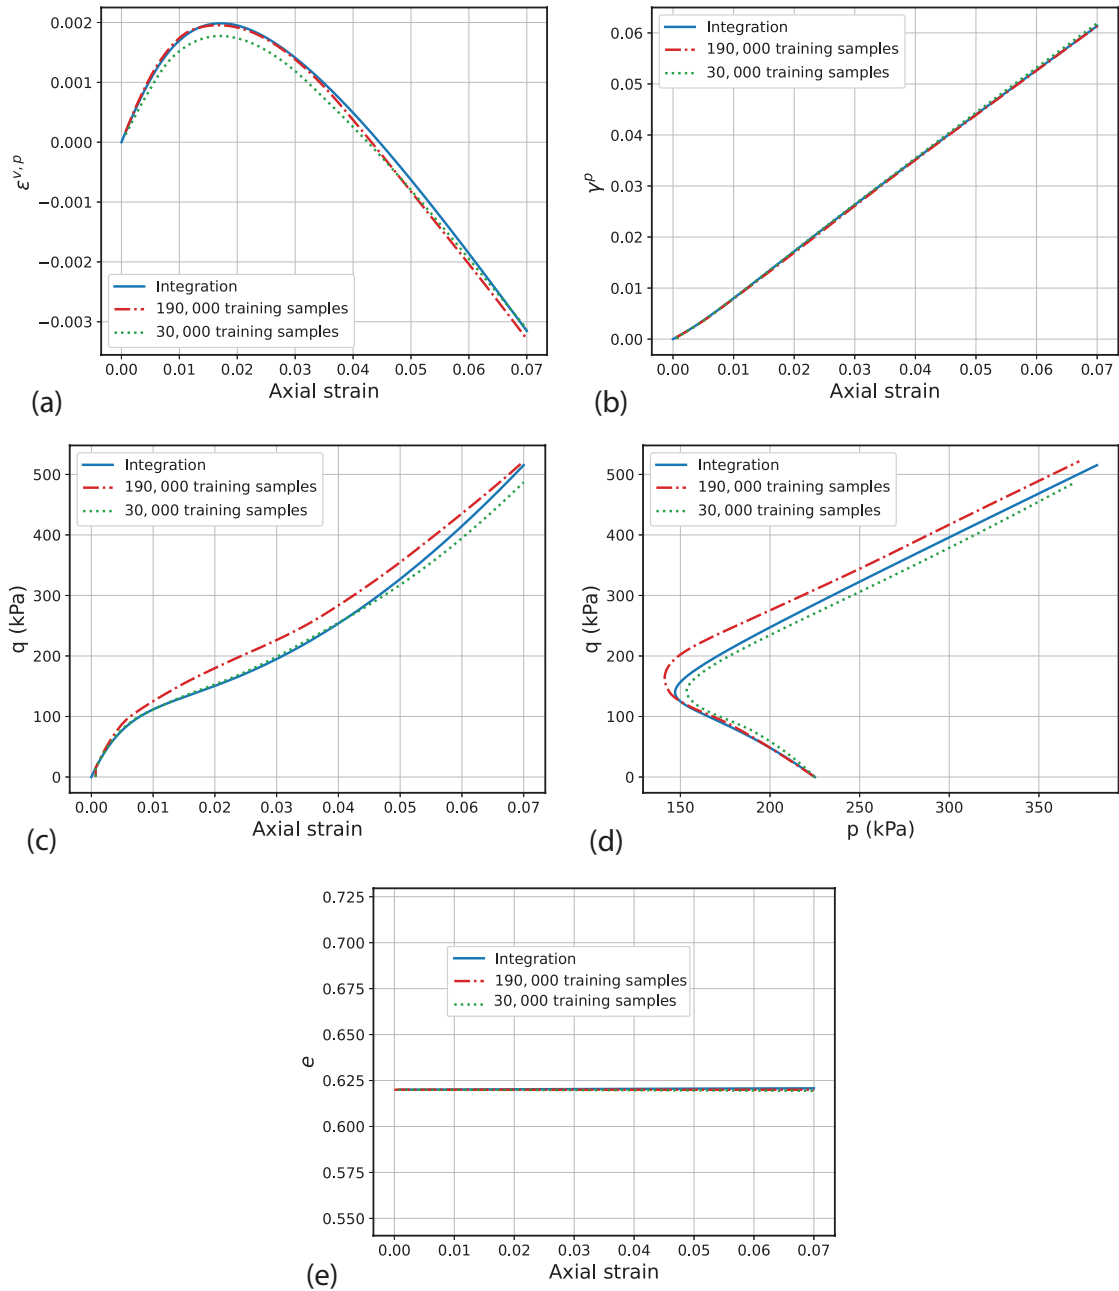 0.002
0.001
0.000
−0.001
−0.002
−0.003
ε^{v,p}
Integration
190,000 training samples
30,000 training samples
0.00 0.01 0.02 0.03 0.04 0.05 0.06 0.07
Axial strain
(a)
0.06
0.05
0.04
0.03
0.02
0.01
0.00
γ^p
Integration
190,000 training samples
30,000 training samples
0.00 0.01 0.02 0.03 0.04 0.05 0.06 0.07
Axial strain
(b)
500
400
300
200
100
0
q (kPa)
Integration
190,000 training samples
30,000 training samples
0.00 0.01 0.02 0.03 0.04 0.05 0.06 0.07
Axial strain
(c)
500
400
300
200
100
0
q (kPa)
Integration
190,000 training samples
30,000 training samples
150 200 250 300 350
p (kPa)
(d)
0.725
0.700
0.675
0.650
0.625
0.600
0.575
0.550
e
Integration
190,000 training samples
30,000 training samples
0.00 0.01 0.02 0.03 0.04 0.05 0.06 0.07
Axial strain
(e)